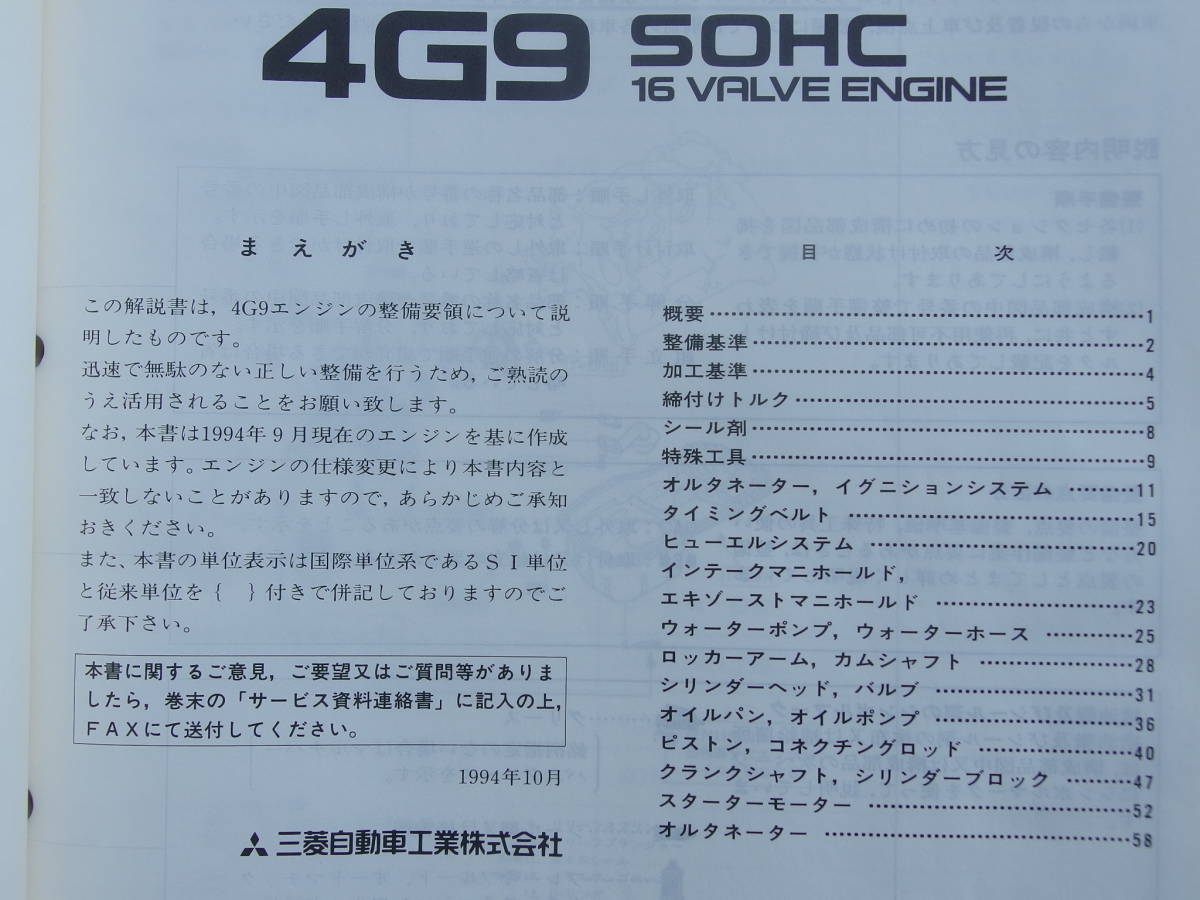 4G9 SOHC
16 VALVE ENGINE
まえがき
この解説書は，4G9エンジンの整備要領について説
明したものです。
迅速で無駄のない正しい整備を行うため，ご熟読の
うえ活用されることをお願い致します。
なお，本書は1994年９月現在のエンジンを基に作成
しています。エンジンの仕様変更により本書内容と
一致しないことがありますので，あらかじめご承知
おきください。
また、本書の単位表示は国際単位系であるＳＩ単位
と従来単位を｛　｝付きで併記しておりますのでご
了承下さい。
本書に関するご意見，ご要望又はご質問等がありま
したら，巻末の「サービス資料連絡書」に記入の上，
ＦＡＸにて送付してください。
1994年10月
三菱自動車工業株式会社
目　次
概要……………………………………………1
整備基準………………………………………2
加工基準………………………………………4
締付けトルク…………………………………5
シール剤………………………………………8
特殊工具………………………………………9
オルタネーター，イグニションシステム ………11
タイミングベルト ……………………………15
ヒューエルシステム …………………………20
インテークマニホールド，
エキゾーストマニホールド …………………23
ウォーターポンプ，ウォーターホース …………25
ロッカーアーム，カムシャフト ………………28
シリンダーヘッド，バルブ ……………………31
オイルパン，オイルポンプ ……………………36
ピストン，コネクチングロッド ………………40
クランクシャフト，シリンダーブロック …………47
スターターモーター …………………………52
オルタネーター ………………………………58